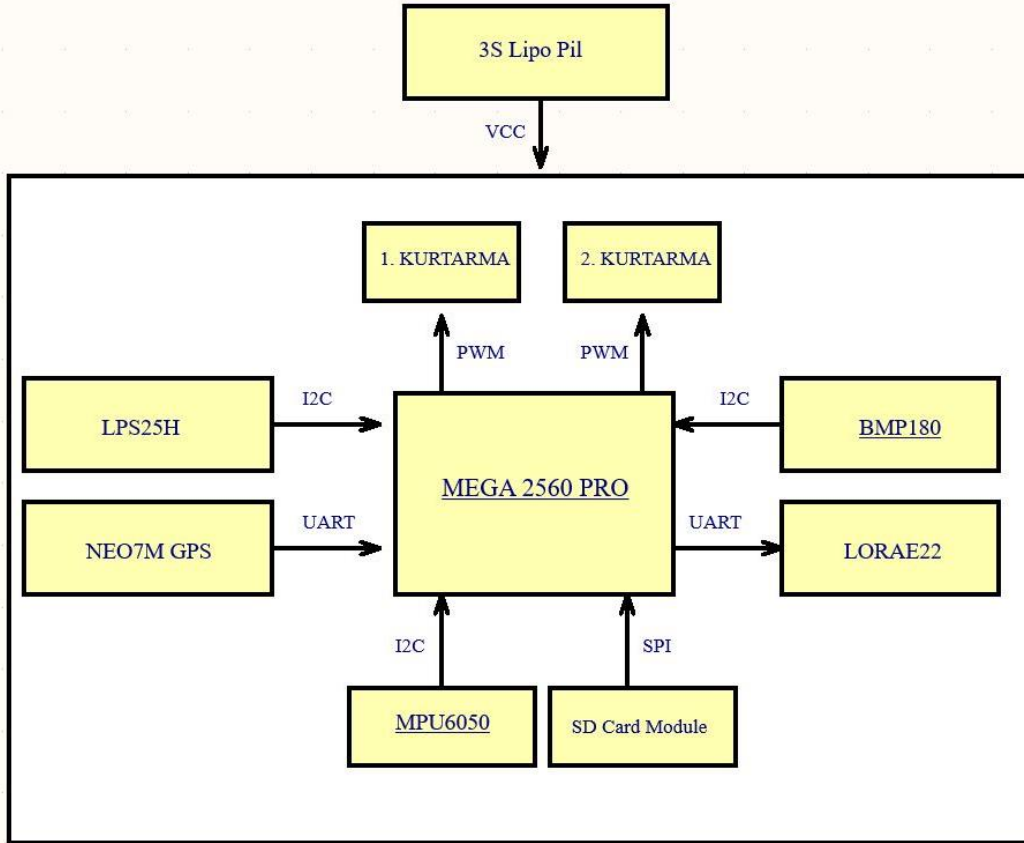 3S Lipo Pil
VCC
1. KURTARMA
2. KURTARMA
PWM
PWM
LPS25H
I2C
I2C
BMP180
MEGA 2560 PRO
NEO7M GPS
UART
UART
LORAE22
I2C
SPI
MPU6050
SD Card Module